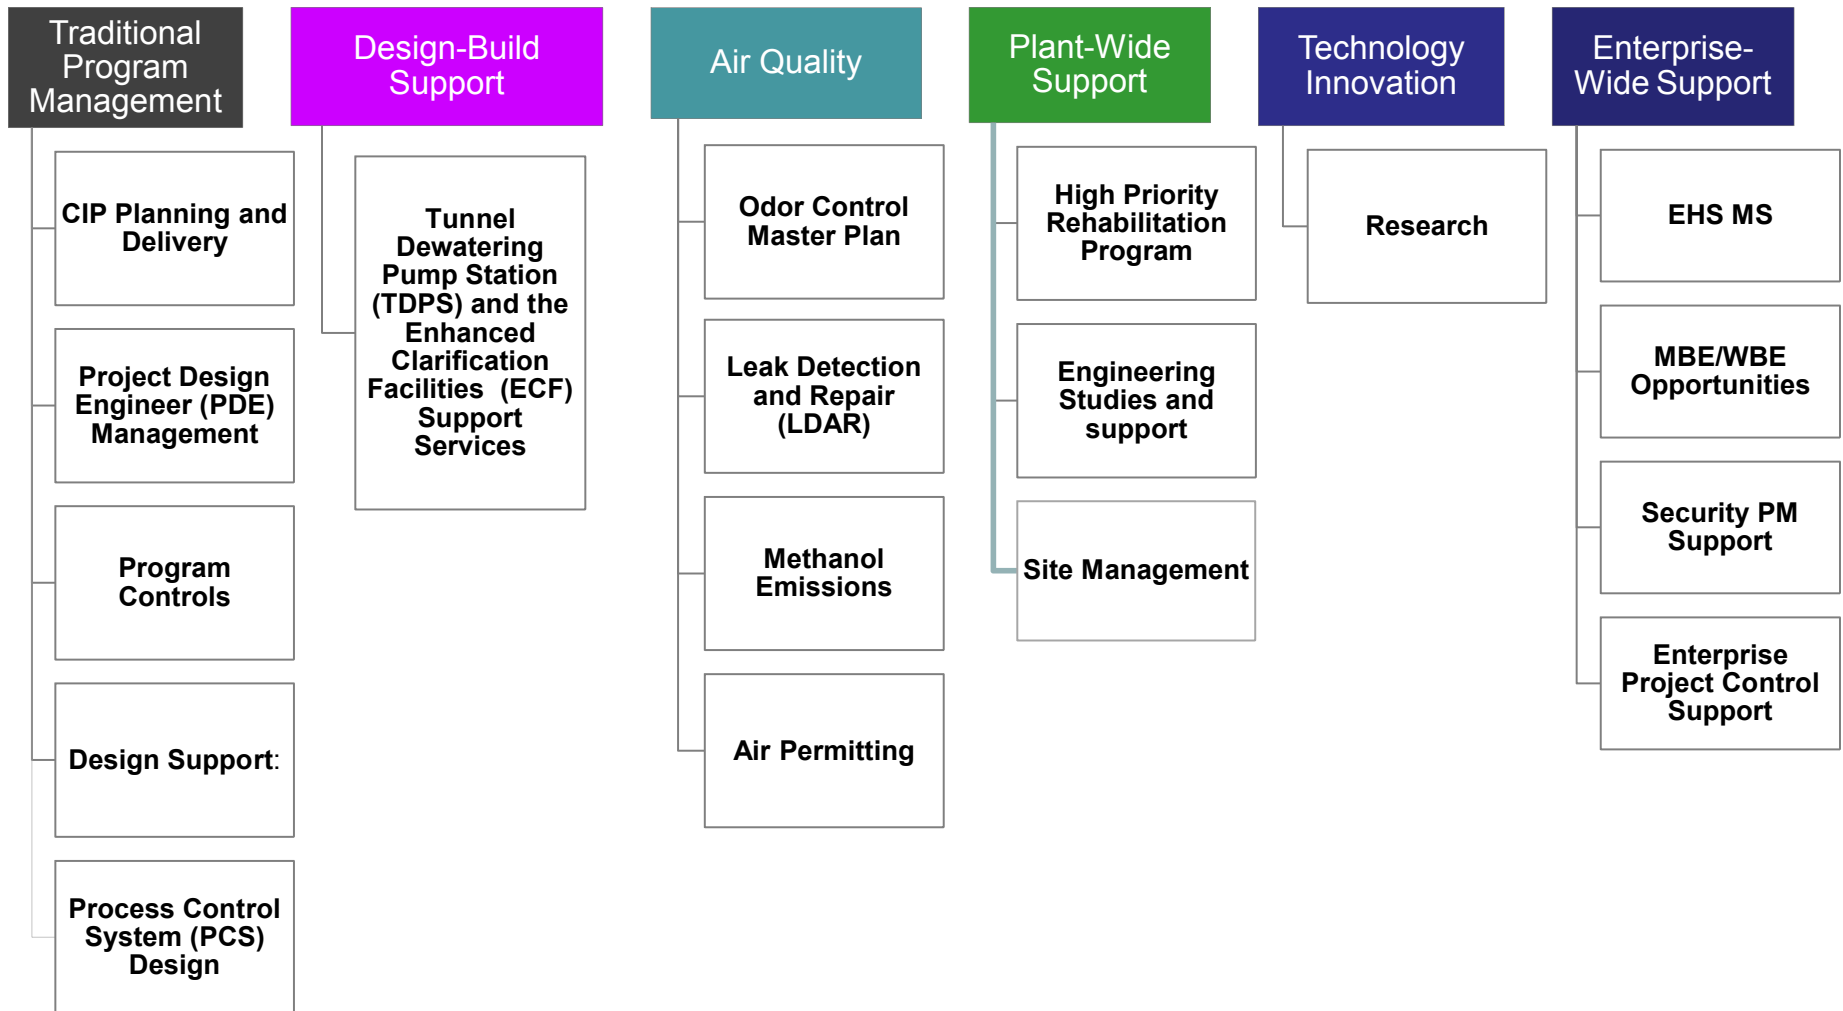 Traditional
Program
Management
CIP Planning and
Delivery
Project Design
Engineer (PDE)
Management
Program
Controls
Design Support:
Process Control
System (PCS)
Design
Design-Build
Support
Tunnel
Dewatering
Pump Station
(TDPS) and the
Enhanced
Clarification
Facilities (ECF)
Support
Services
Air Quality
Odor Control
Master Plan
Leak Detection
and Repair
(LDAR)
Methanol
Emissions
Air Permitting
Plant-Wide
Support
High Priority
Rehabilitation
Program
Engineering
Studies and
support
Site Management
Technology
Innovation
Research
Enterprise-
Wide Support
EHS MS
MBE/WBE
Opportunities
Security PM
Support
Enterprise
Project Control
Support